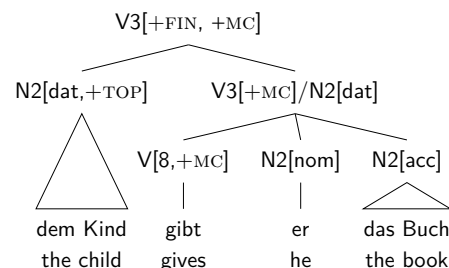 V3[+FIN, +MC]
N2[dat,+TOP] V3[+MC]/N2[dat]
V[8,+MC] N2[nom] N2[acc]
dem Kind gibt er das Buch
the child gives he the book